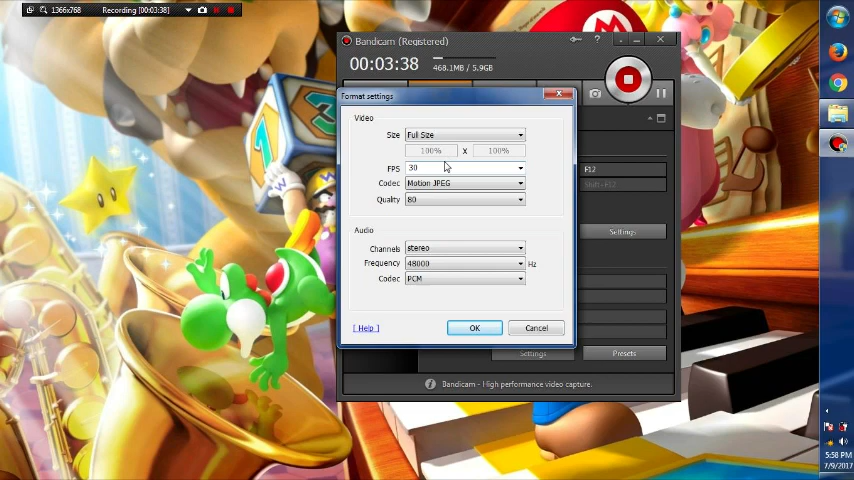 1366x768 Recording [00:03:38]
Bandicam (Registered)
00:03:38
468.1MB / 5.9GB
Format settings
Video
Size Full Size
100% X 100%
FPS 30
Codec Motion JPEG
Quality 80
Audio
Channels stereo
Frequency 48000 Hz
Codec PCM
[ Help ]
OK
Cancel
F12
Shift - F12
Settings
Settings
Presets
Bandicam - High performance video capture.
5:58 PM
7/9/2017